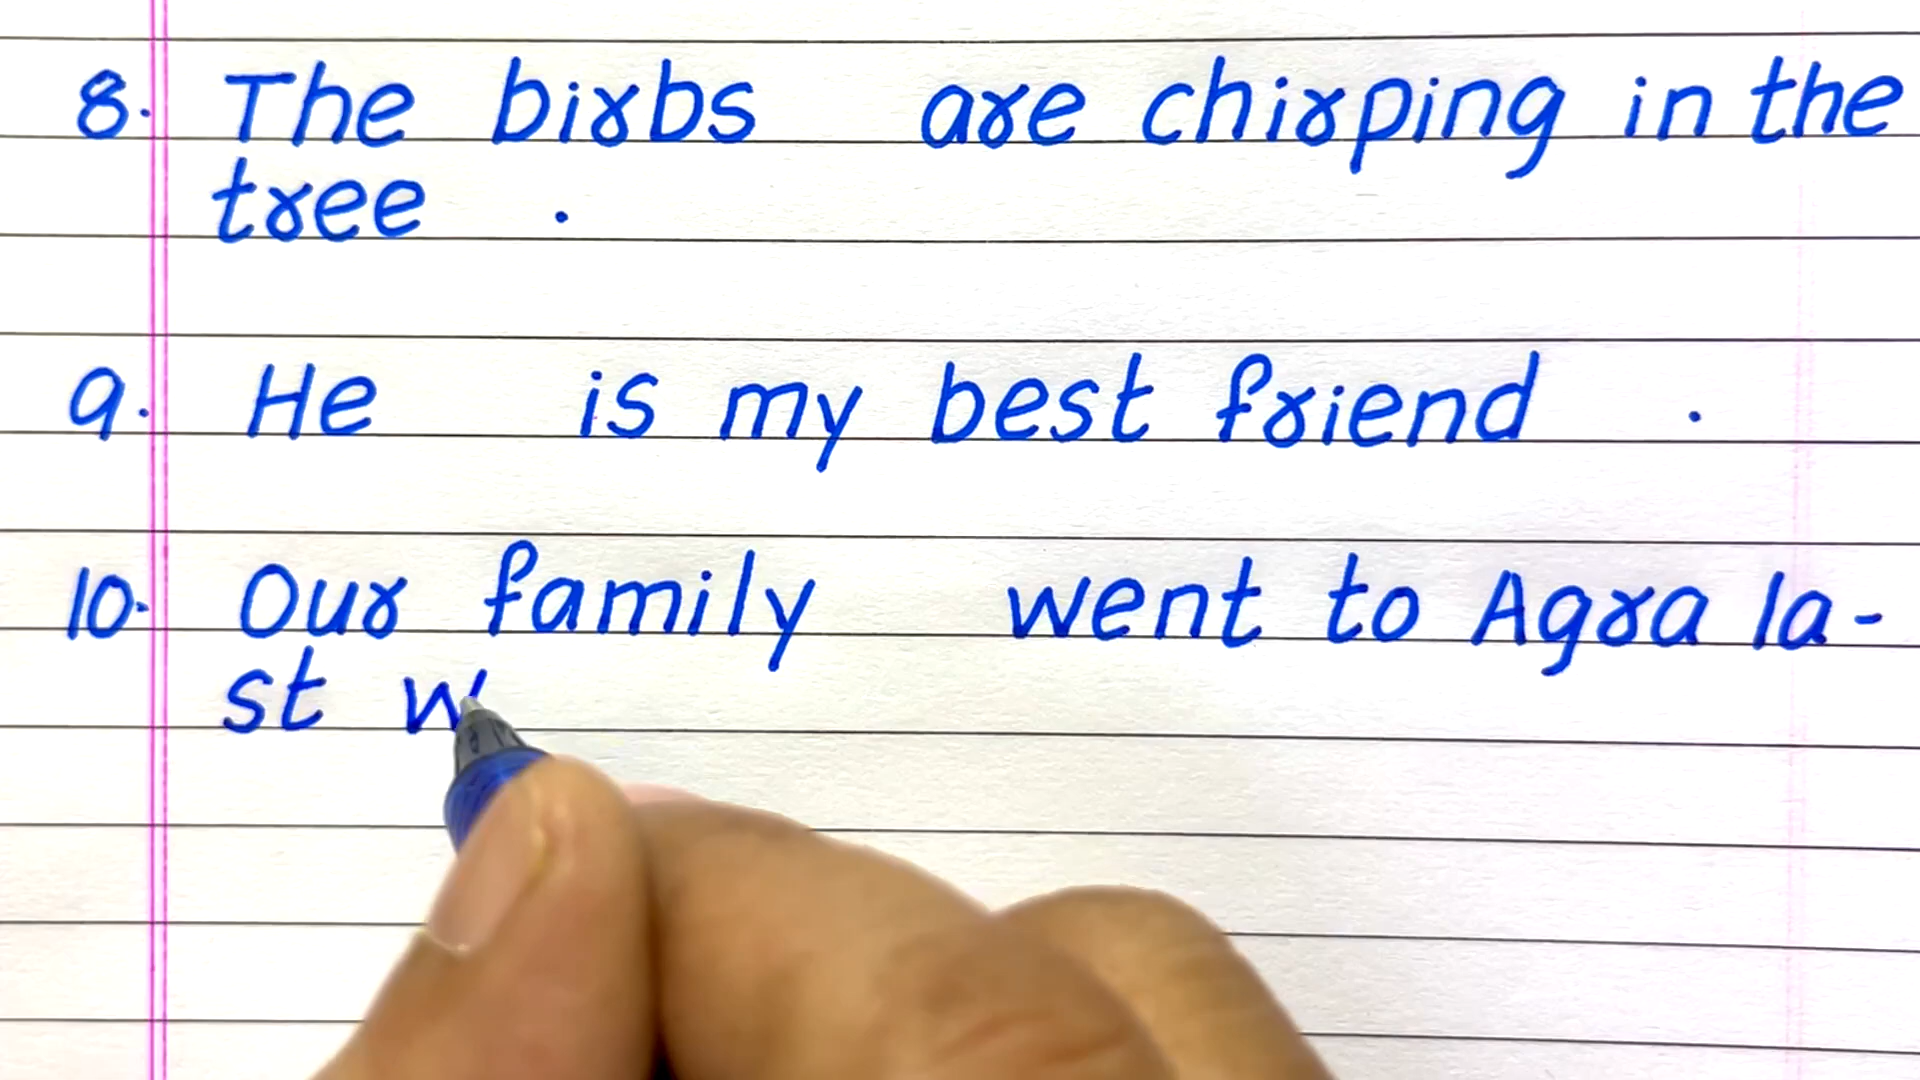 8. The birbs are chirping in the
tree .
9. He is my best friend .
10. Our family went to Agra la-
st w